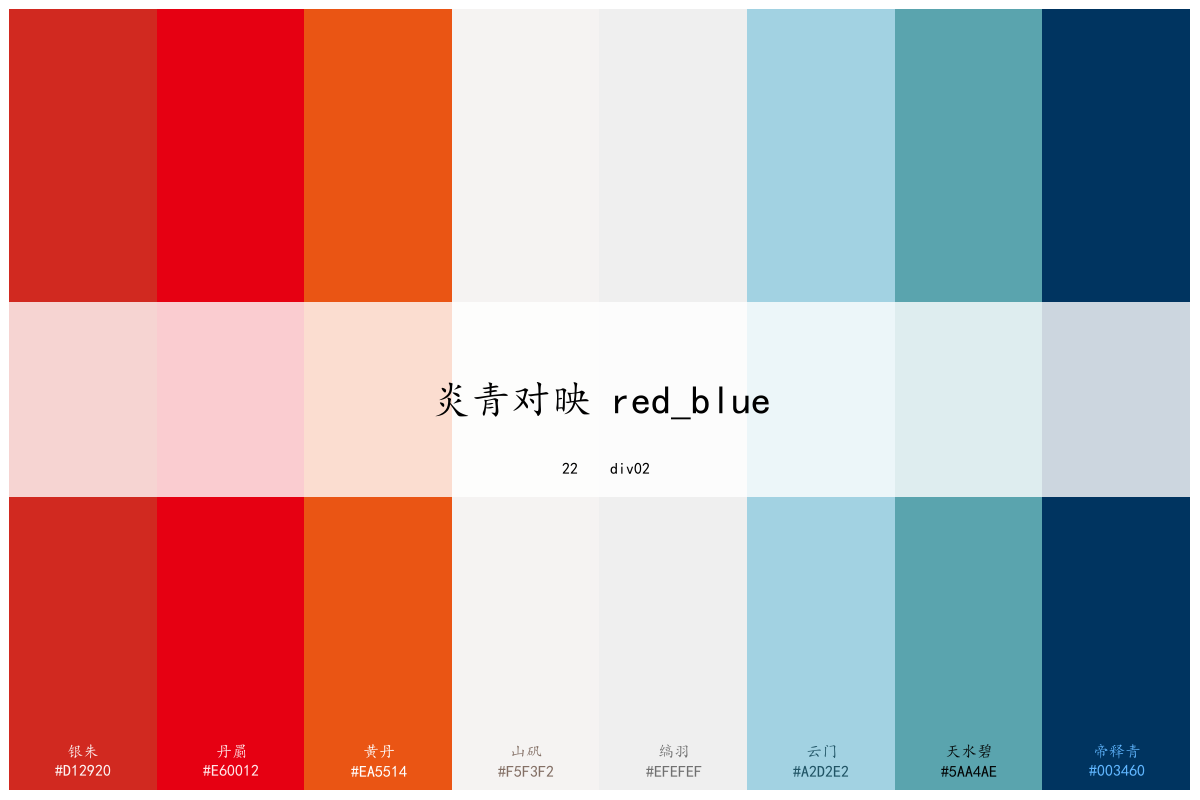 炎青对映 red_blue
22 div02
银朱 丹罽 黄丹 山矾 缟羽 云门 天水碧 帝释青
#D12920 #E60012 #EA5514 #F5F3F2 #EFEFEF #A2D2E2 #5AA4AE #003460